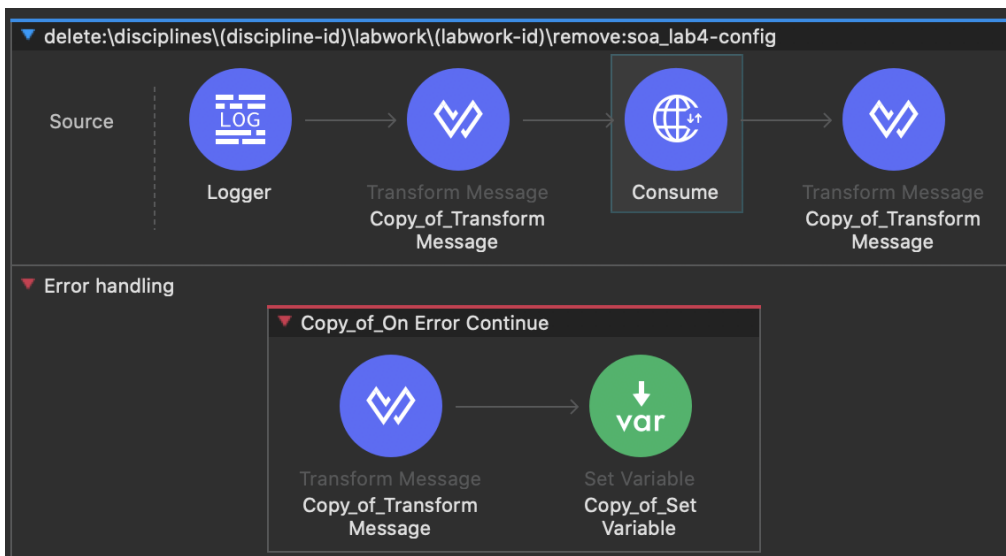 delete:\disciplines\(discipline-id)\labwork\(labwork-id)\remove:soa_lab4-config
Source
LOG
Logger
Transform Message
Copy_of_Transform
Message
Consume
Transform Message
Copy_of_Transform
Message
Error handling
Copy_of_On Error Continue
Transform Message
Copy_of_Transform
Message
var
Set Variable
Copy_of_Set
Variable